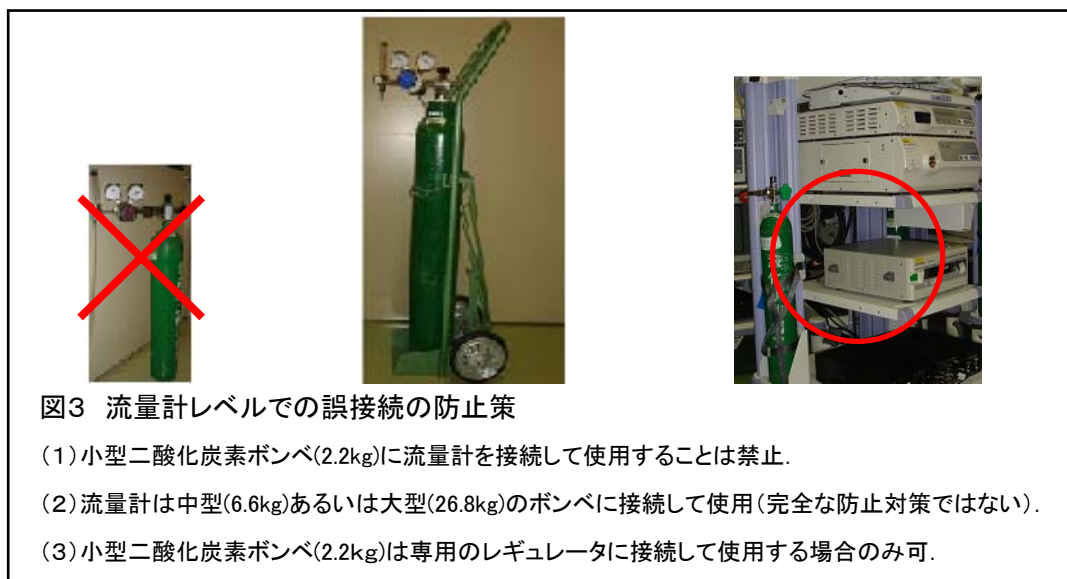 図3 流量計レベルでの誤接続の防止策
(1)小型二酸化炭素ボンベ(2.2kg)に流量計を接続して使用することは禁止.
(2)流量計は中型(6.6kg)あるいは大型(26.8kg)のボンベに接続して使用(完全な防止対策ではない).
(3)小型二酸化炭素ボンベ(2.2kg)は専用のレギュレータに接続して使用する場合のみ可.